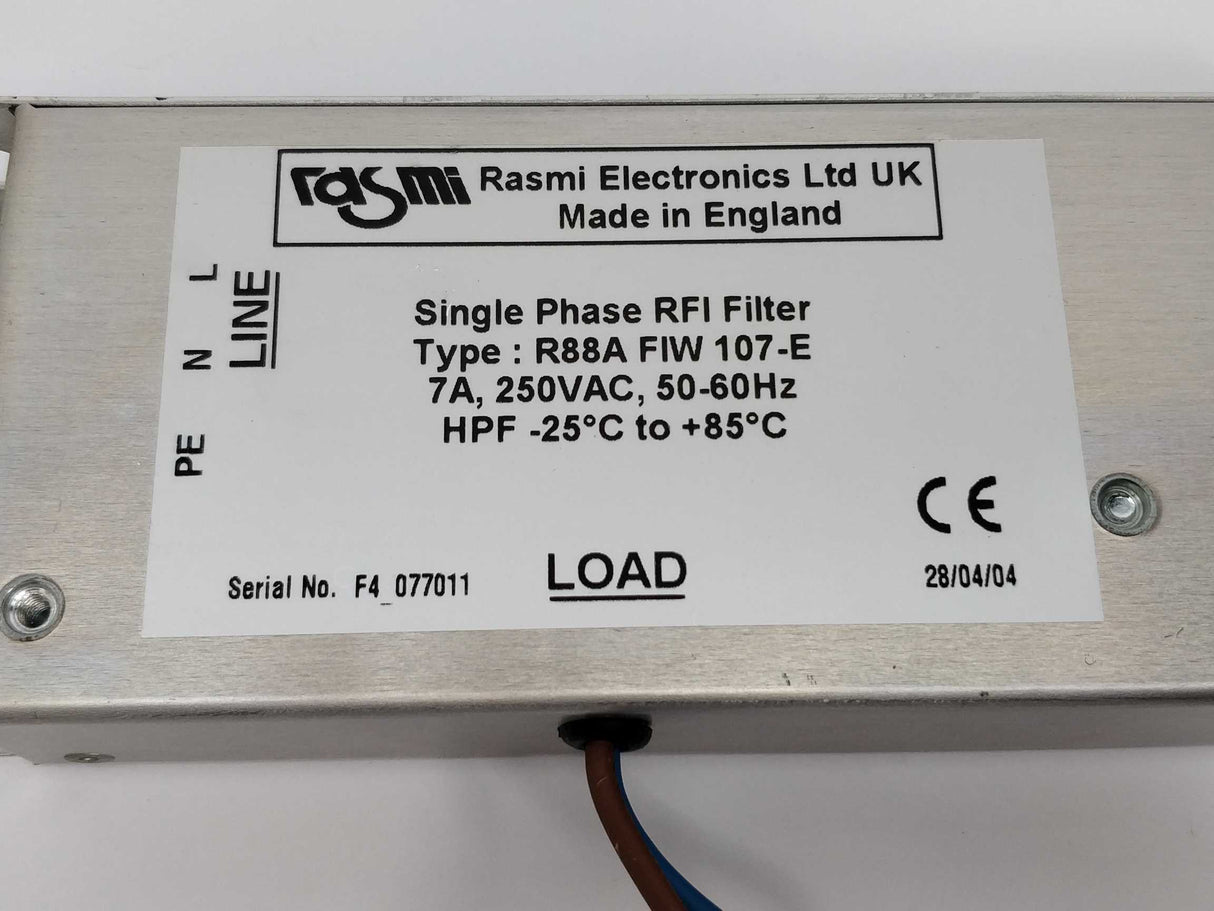 rasmi Rasmi Electronics Ltd UK
Made in England
L
N
PE
LINE
Single Phase RFI Filter
Type : R88A FIW 107-E
7A, 250VAC, 50-60Hz
HPF -25°C to +85°C
CE
Serial No. F4_077011
LOAD
28/04/04